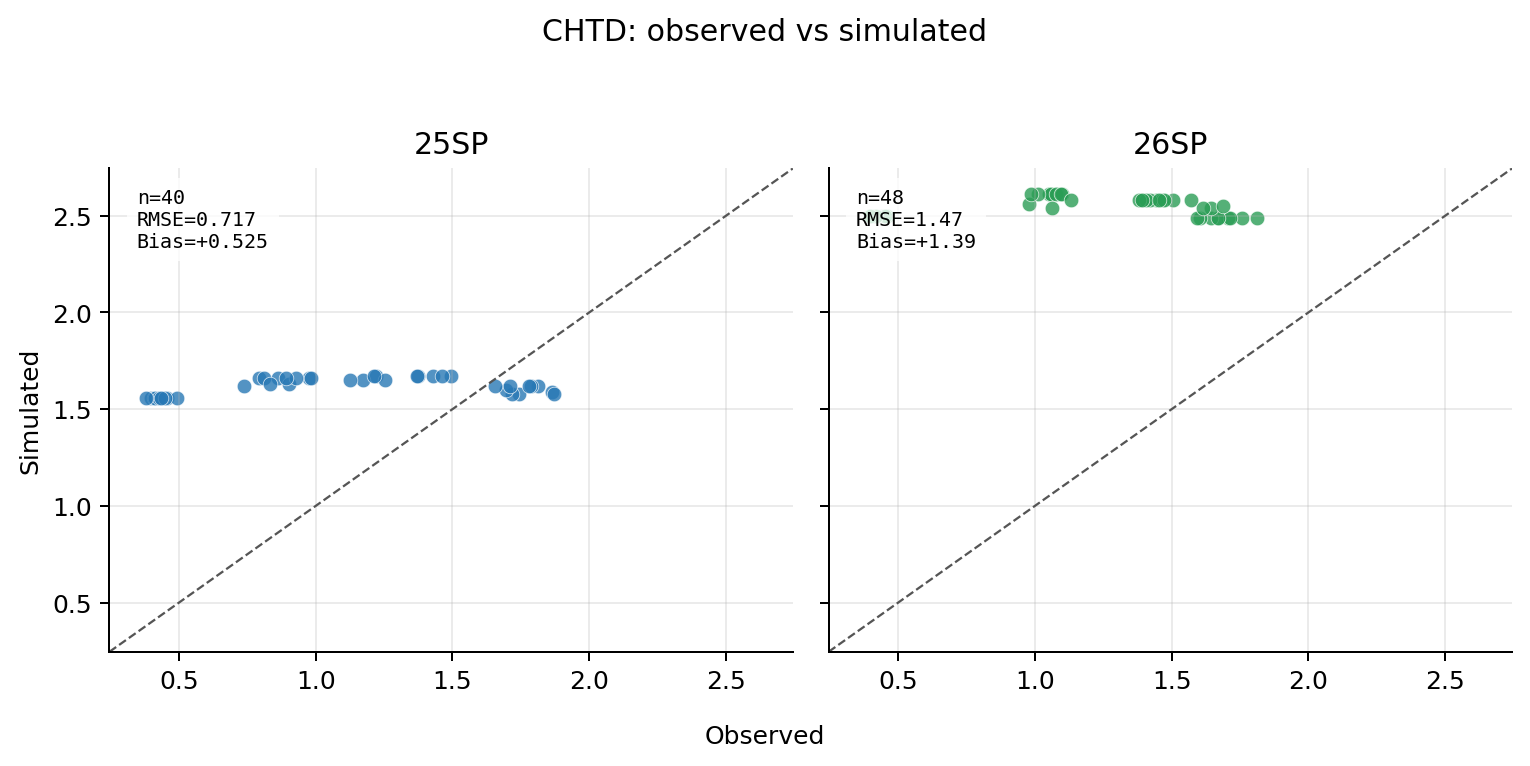 CHTD: observed vs simulated
25SP
26SP
n=40
RMSE=0.717
Bias=+0.525
n=48
RMSE=1.47
Bias=+1.39
2.5
2.0
1.5
1.0
0.5
Simulated
0.5 1.0 1.5 2.0 2.5
0.5 1.0 1.5 2.0 2.5
Observed